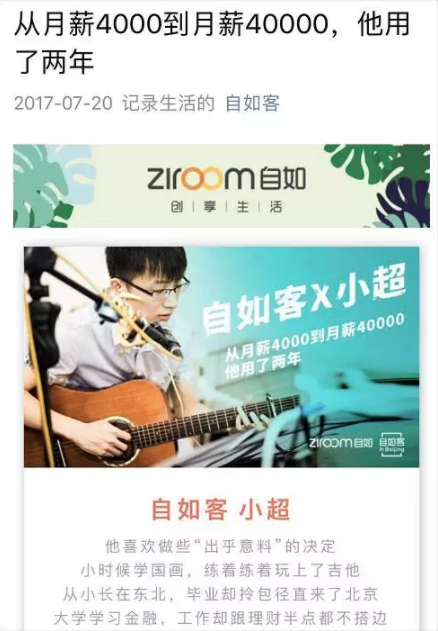 从月薪4000到月薪40000，他用
了两年
2017-07-20 记录生活的 自如客
ziroom自如
创｜享｜生｜活
自如客X小超
从月薪4000到月薪40000
他用了两年
ziroom自如 自如客
in Beijing
自如客 小超
他喜欢做些“出乎意料”的决定
小时候学国画，练着练着玩上了吉他
从小长在东北，毕业却拎包径直来了北京
大学学习金融，工作却跟理财半点都不搭边